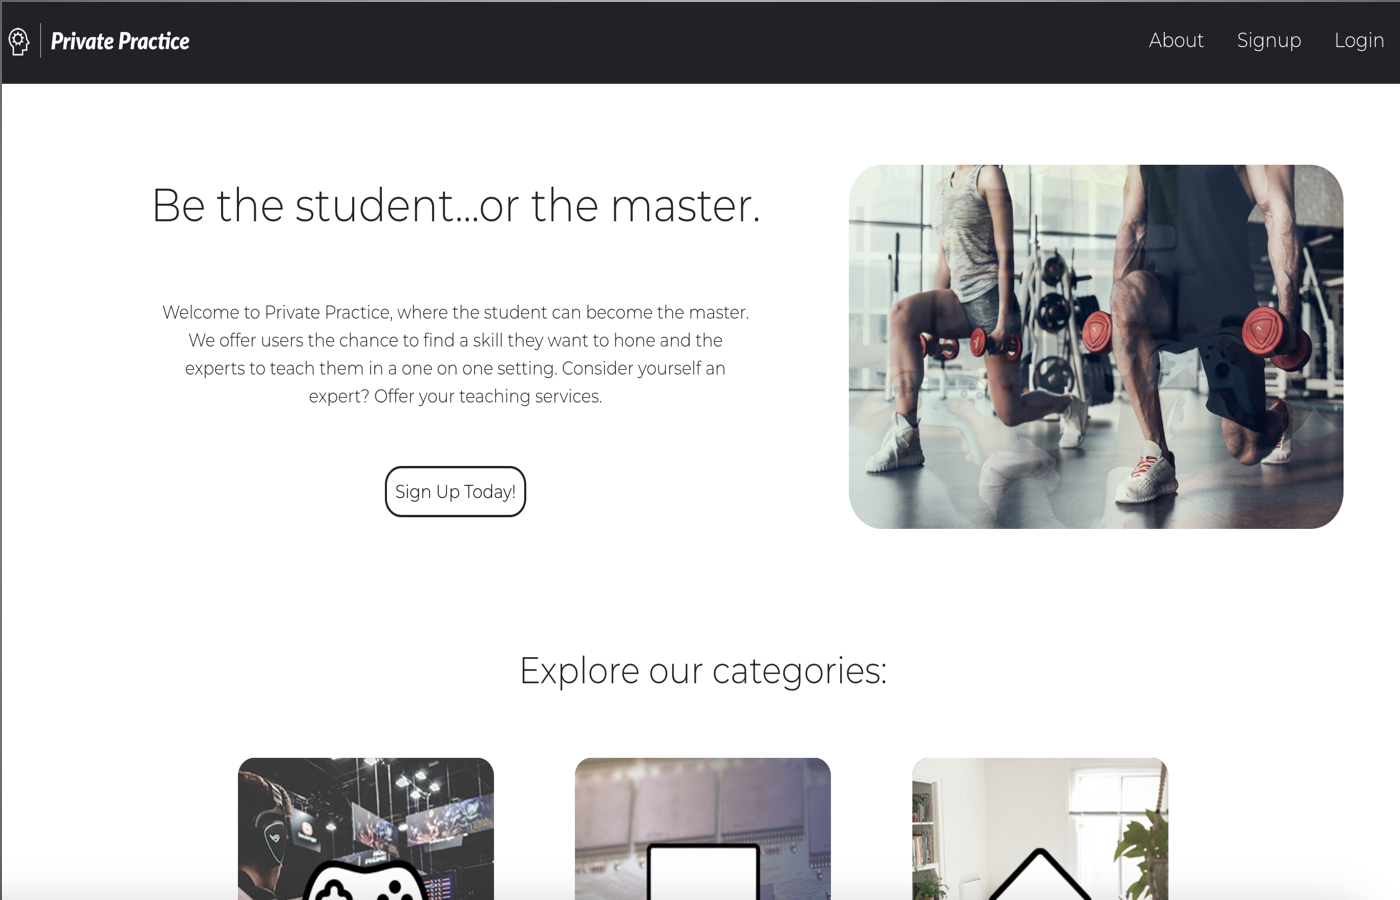 Private Practice
About
Signup
Login
Be the student...or the master.
Welcome to Private Practice, where the student can become the master.
We offer users the chance to find a skill they want to hone and the
experts to teach them in a one on one setting. Consider yourself an
expert? Offer your teaching services.
Sign Up Today!
Explore our categories: